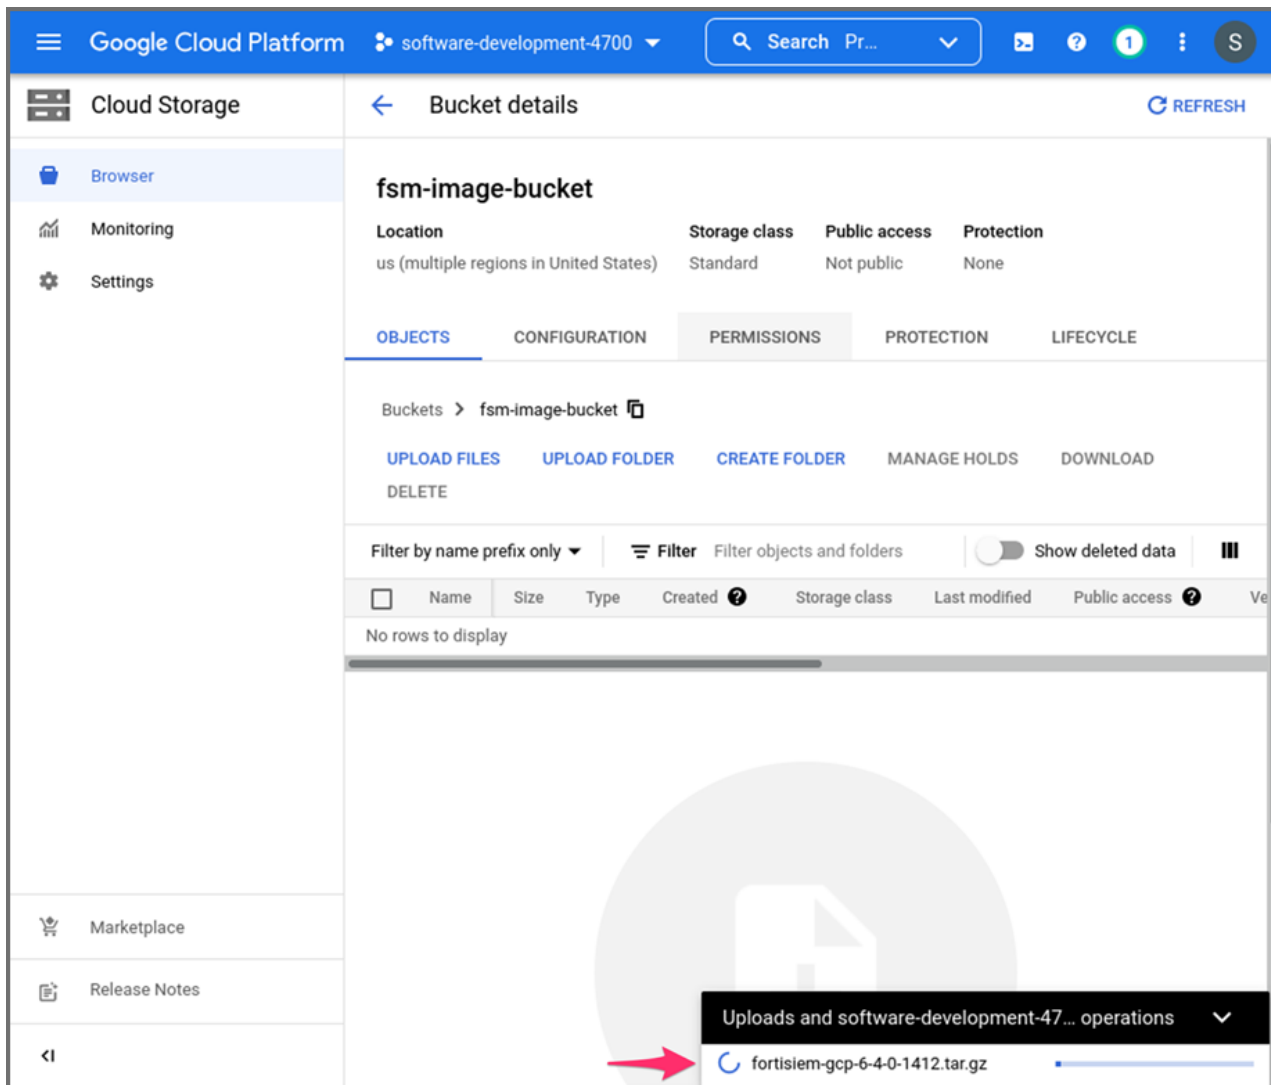 Google Cloud Platform software-development-4700 Search Pr... 1 S
Cloud Storage
Bucket details
REFRESH
Browser
Monitoring
Settings
fsm-image-bucket
Location Storage class Public access Protection
us (multiple regions in United States) Standard Not public None
OBJECTS CONFIGURATION PERMISSIONS PROTECTION LIFECYCLE
Buckets fsm-image-bucket
UPLOAD FILES UPLOAD FOLDER CREATE FOLDER MANAGE HOLDS DOWNLOAD
DELETE
Filter by name prefix only Filter Filter objects and folders Show deleted data
Name Size Type Created Storage class Last modified Public access Ve
No rows to display
Marketplace
Release Notes
Uploads and software-development-47... operations
fortisiem-gcp-6-4-0-1412.tar.gz